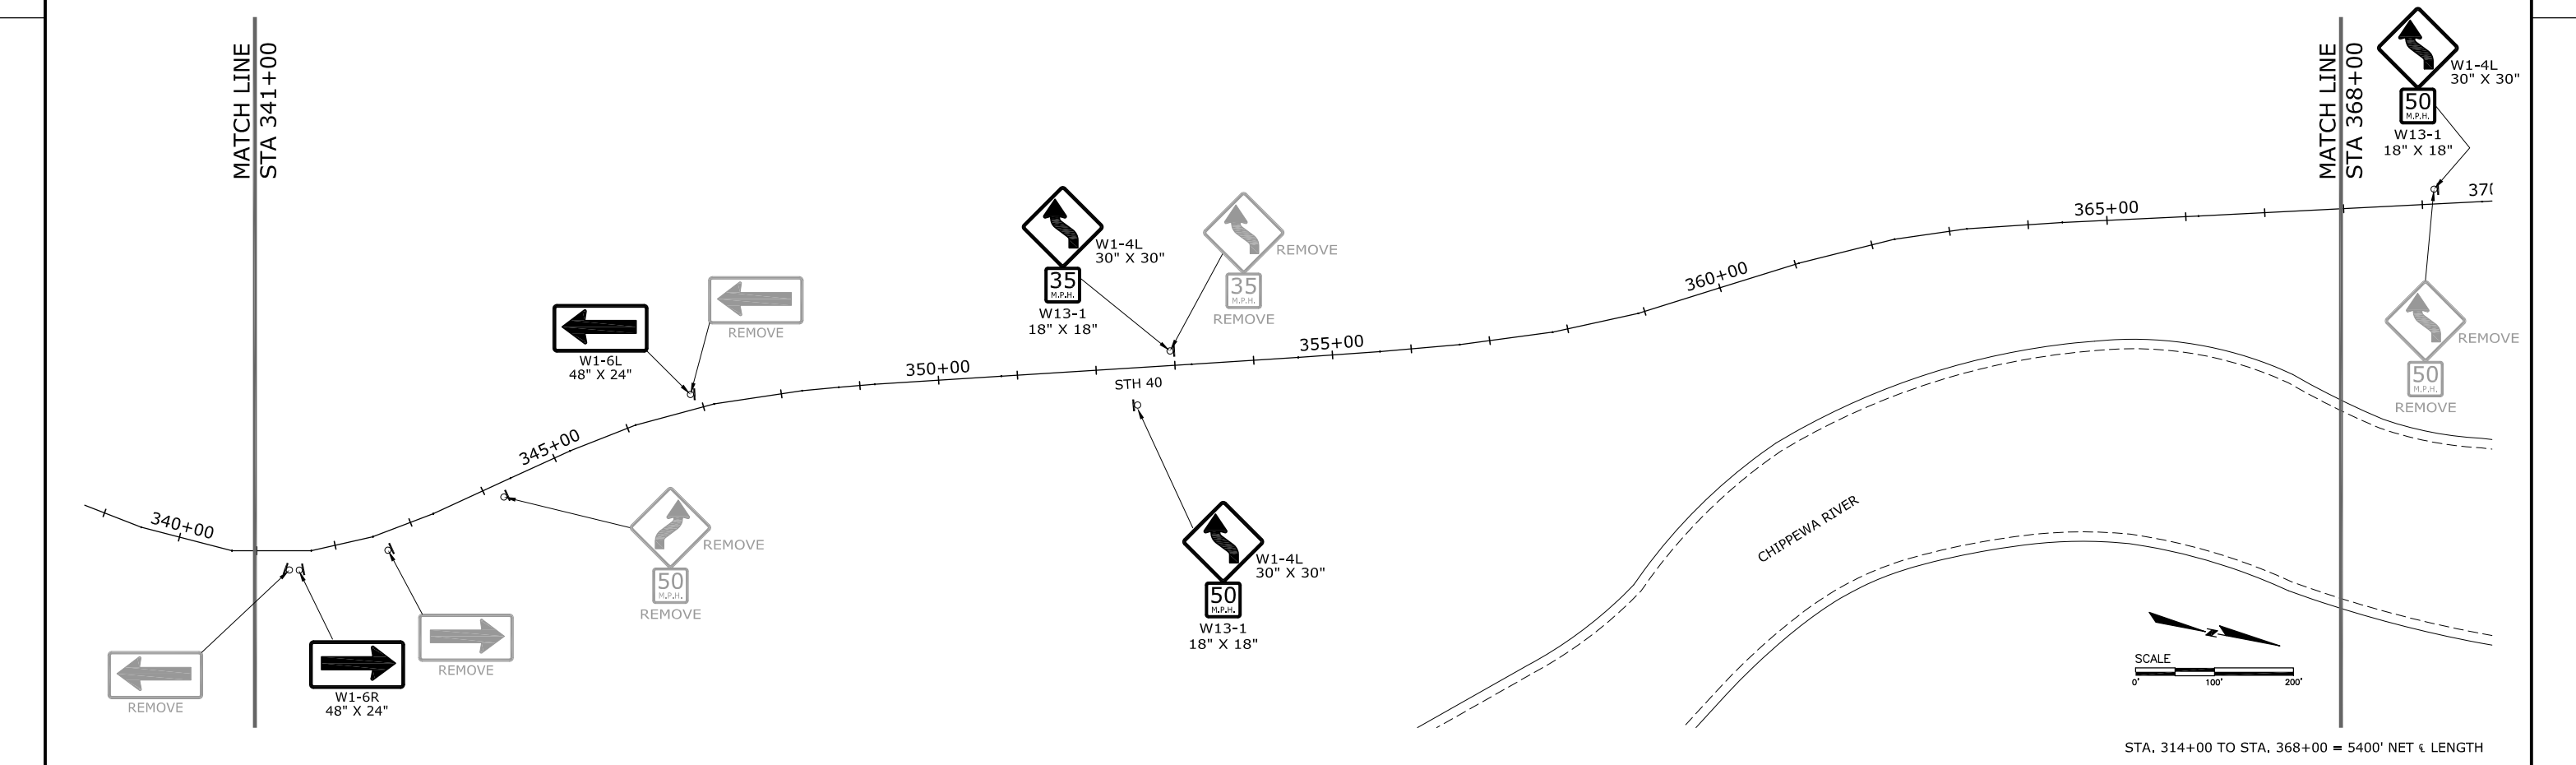 MATCH LINE
STA 341+00
MATCH LINE
STA 368+00
W1-4L
30" X 30"
50
M.P.H.
W13-1
18" X 18"
370
365+00
W1-4L
30" X 30"
35
M.P.H.
W13-1
18" X 18"
REMOVE
35
M.P.H.
REMOVE
360+00
REMOVE
W1-6L
48" X 24"
350+00
355+00
STH 40
REMOVE
50
M.P.H.
REMOVE
345+00
340+00
REMOVE
50
M.P.H.
REMOVE
W1-4L
30" X 30"
50
M.P.H.
W13-1
18" X 18"
CHIPPEWA RIVER
REMOVE
REMOVE
W1-6R
48" X 24"
SCALE
0' 100' 200'
STA. 314+00 TO STA. 368+00 = 5400' NET ℄ LENGTH